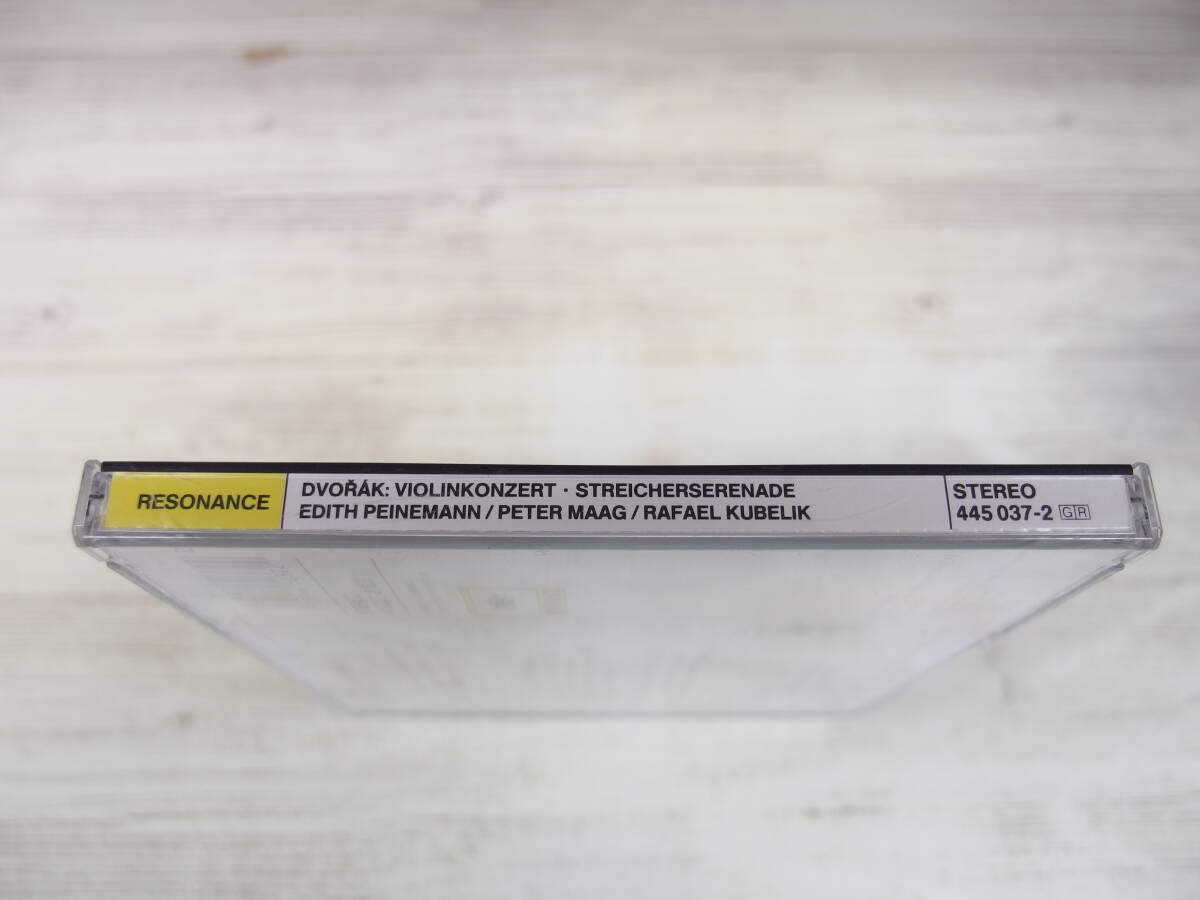 RESONANCE
DVOŘÁK: VIOLINKONZERT · STREICHERSERENADE
EDITH PEINEMANN / PETER MAAG / RAFAEL KUBELIK
STEREO
445 037-2 GR